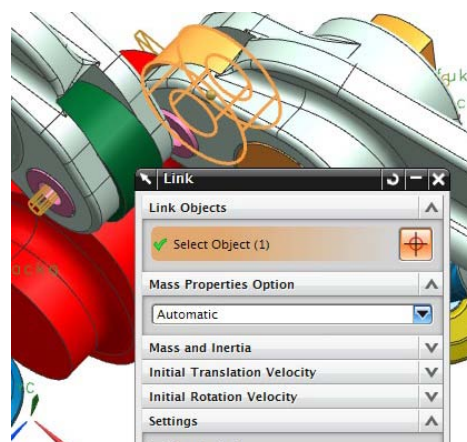 Link
Link Objects
Select Object (1)
Mass Properties Option
Automatic
Mass and Inertia
Initial Translation Velocity
Initial Rotation Velocity
Settings